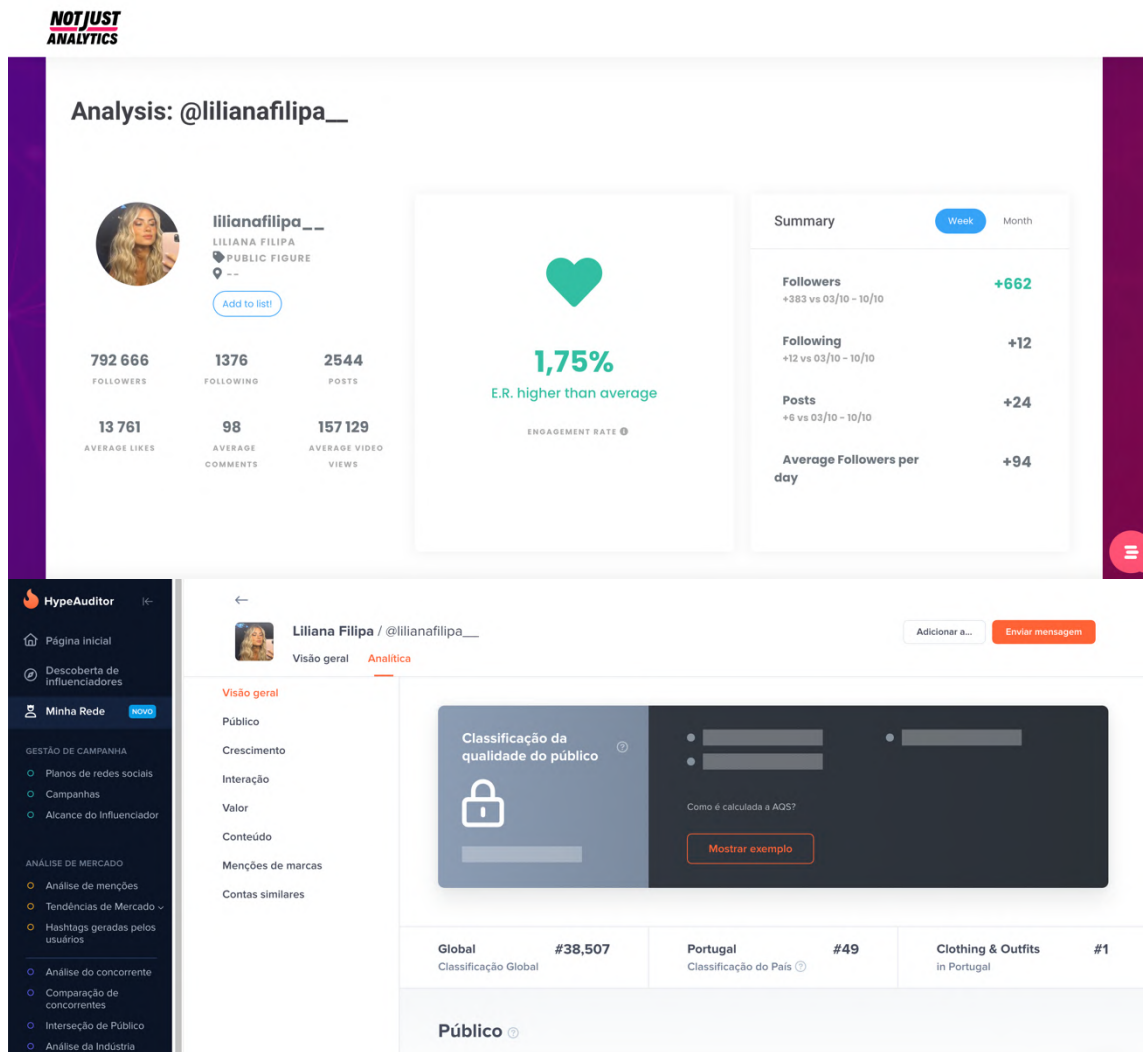 NOTJUST
ANALYTICS
Analysis: @lilianafilipa__
lilianafilipa__
LILIANA FILIPA
PUBLIC FIGURE
--
Add to list!
792 666
FOLLOWERS
1376
FOLLOWING
2544
POSTS
13 761
AVERAGE LIKES
98
AVERAGE
COMMENTS
157 129
AVERAGE VIDEO
VIEWS
1,75%
E.R. higher than average
ENGAGEMENT RATE
Summary
Week
Month
Followers
+662
+383 vs 03/10 - 10/10
Following
+12
+12 vs 03/10 - 10/10
Posts
+24
+6 vs 03/10 - 10/10
Average Followers per
day
+94
HypeAuditor
Página inicial
Descoberta de
influenciadores
Minha Rede
NOVO
GESTÃO DE CAMPANHA
Planos de redes sociais
Campanhas
Alcance do Influenciador
ANÁLISE DE MERCADO
Análise de menções
Tendências de Mercado
Hashtags geradas pelos
usuários
Análise do concorrente
Comparação de
concorrentes
Interseção de Público
Análise da Indústria
Liliana Filipa / @lilianafilipa__
Visão geral
Analítica
Adicionar a...
Enviar mensagem
Visão geral
Público
Crescimento
Interação
Valor
Conteúdo
Menções de marcas
Contas similares
Classificação da
qualidade do público
Como é calculada a AQS?
Mostrar exemplo
Global
#38,507
Classificação Global
Portugal
#49
Classificação do País
Clothing & Outfits
#1
in Portugal
Público